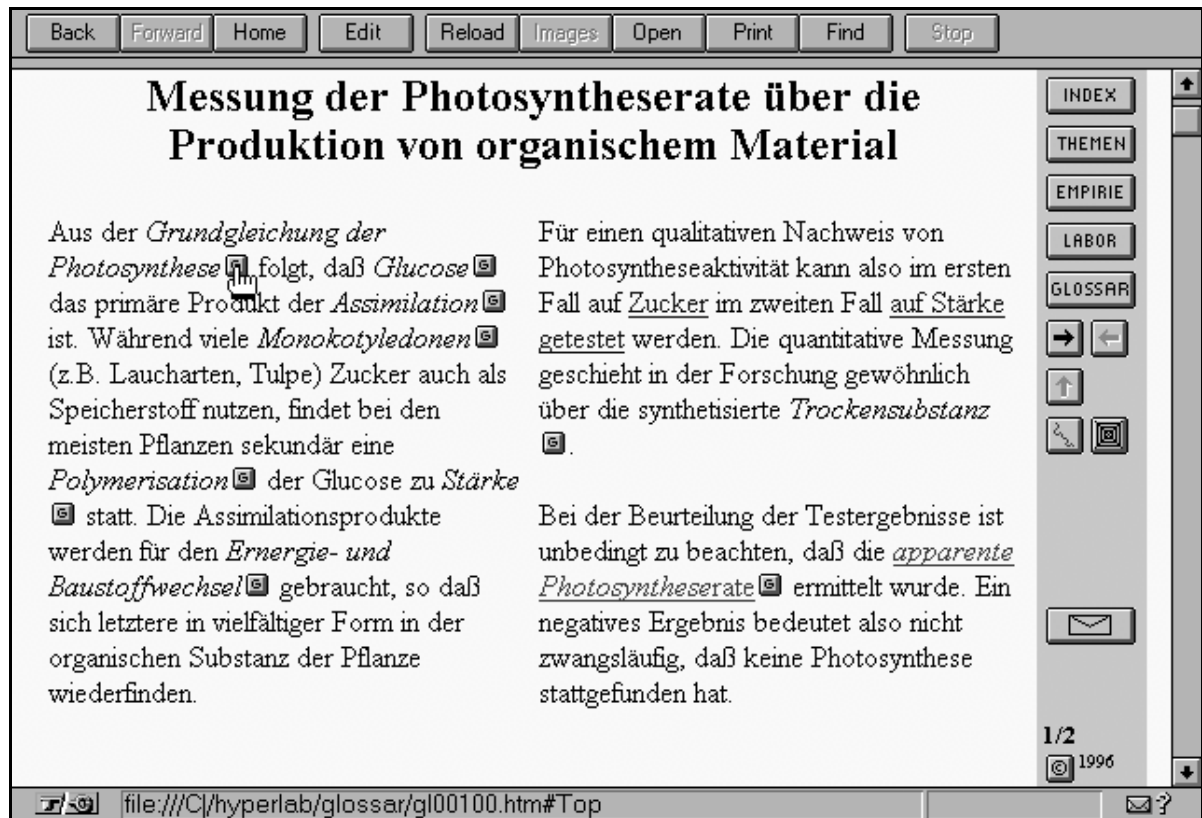 Back Forward Home Edit Reload Images Open Print Find Stop
Messung der Photosyntheserate über die
Produktion von organischem Material
Aus der Grundgleichung der
Photosynthese G folgt, daß Glucose G
das primäre Produkt der Assimilation G
ist. Während viele Monokotyledonen G
(z.B. Laucharten, Tulpe) Zucker auch als
Speicherstoff nutzen, findet bei den
meisten Pflanzen sekundär eine
Polymerisation G der Glucose zu Stärke
G statt. Die Assimilationsprodukte
werden für den Ernergie- und
Baustoffwechsel G gebraucht, so daß
sich letztere in vielfältiger Form in der
organischen Substanz der Pflanze
wiederfinden.
Für einen qualitativen Nachweis von
Photosyntheseaktivität kann also im ersten
Fall auf Zucker im zweiten Fall auf Stärke
getestet werden. Die quantitative Messung
geschieht in der Forschung gewöhnlich
über die synthetisierte Trockensubstanz
G.
Bei der Beurteilung der Testergebnisse ist
unbedingt zu beachten, daß die apparente
Photosyntheserate G ermittelt wurde. Ein
negatives Ergebnis bedeutet also nicht
zwangsläufig, daß keine Photosynthese
stattgefunden hat.
INDEX
THEMEN
EMPIRIE
LABOR
GLOSSAR
1/2
© 1996
file:///C|/hyperlab/glossar/gl00100.htm#Top
?